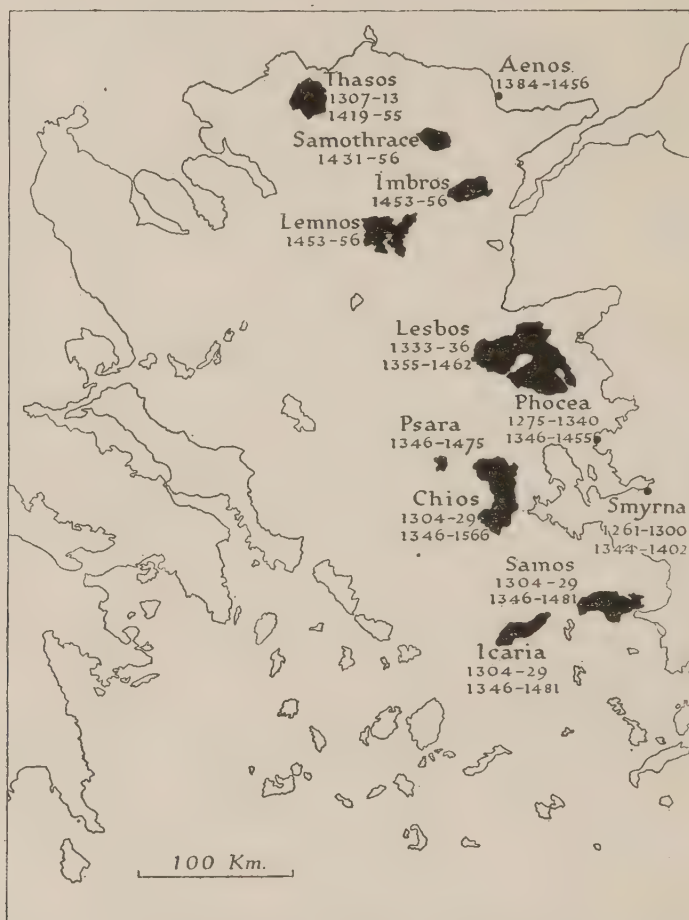 Thasos
1307-13
1419-55
Aenos.
1384-1456
Samothrace
1431-56
Imbros
1453-56
Lemnos
1453-56
Lesbos
1333-36
1355-1462
Phocea
1275-1340
1346-1455
Psara
1346-1475
Chios
1304-29
1346-1566
Smyrna
1261-1300
1344-1402
Samos
1304-29
1346-1481
Icaria
1304-29
1346-1481
100 Km.